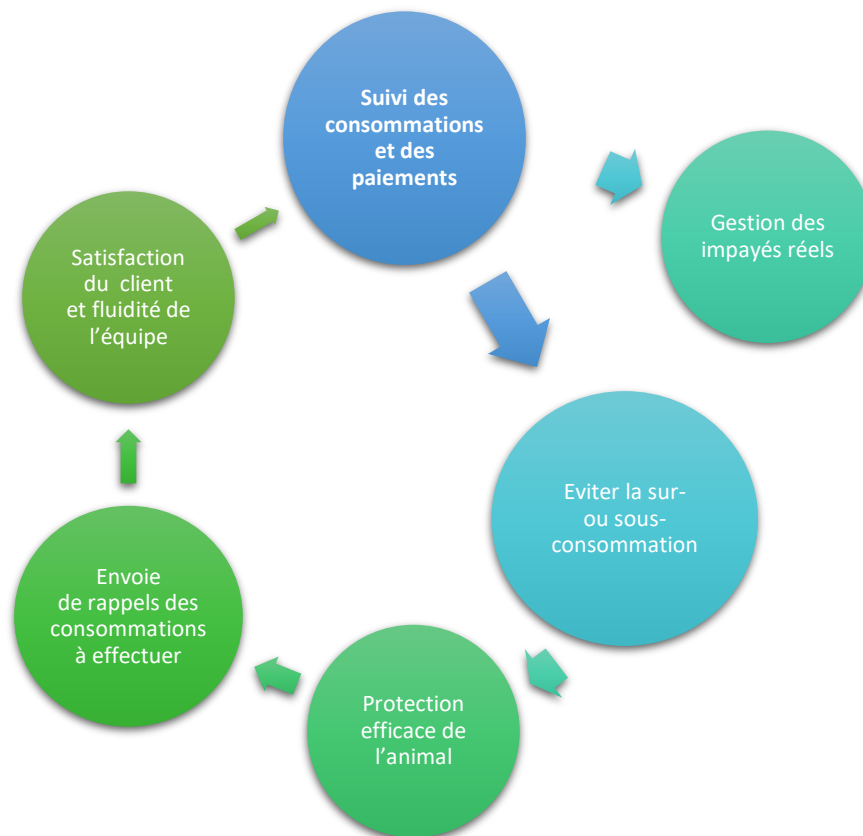 Suivi des
consommations
et des
paiements
Gestion des
impayés réels
Eviter la sur-
ou sous-
consommation
Protection
efficace de
l’animal
Envoie
de rappels des
consommations
à effectuer
Satisfaction
du client
et fluidité de
l’équipe